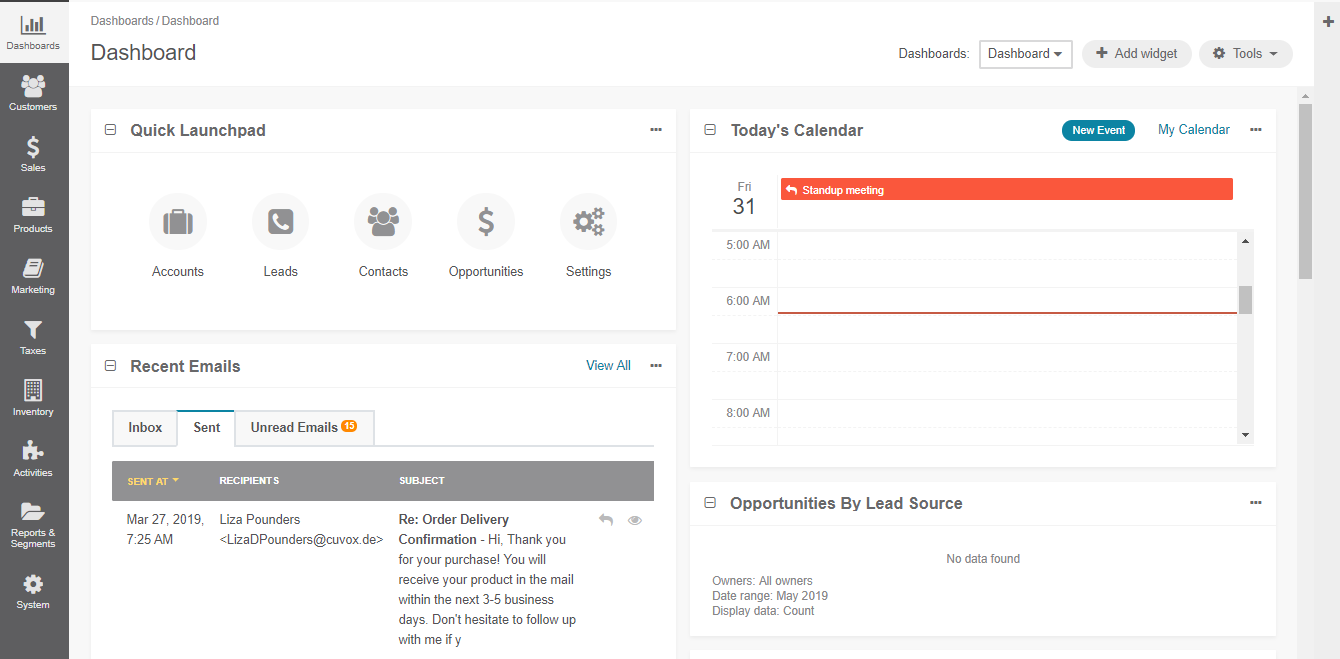 Dashboards
Customers
Sales
Products
Marketing
Taxes
Inventory
Activities
Reports &
Segments
System
Dashboards / Dashboard
Dashboard
Dashboards:
Dashboard
Add widget
Tools
Quick Launchpad
Accounts
Leads
Contacts
Opportunities
Settings
Recent Emails
View All
Inbox
Sent
Unread Emails 15
SENT AT
RECIPIENTS
SUBJECT
Mar 27, 2019,
7:25 AM
Liza Pounders
<LizaDPounders@cuvox.de>
Re: Order Delivery
Confirmation - Hi, Thank you
for your purchase! You will
receive your product in the mail
within the next 3-5 business
days. Don't hesitate to follow up
with me if y
Today's Calendar
New Event
My Calendar
Fri
31
Standup meeting
5:00 AM
6:00 AM
7:00 AM
8:00 AM
Opportunities By Lead Source
No data found
Owners: All owners
Date range: May 2019
Display data: Count